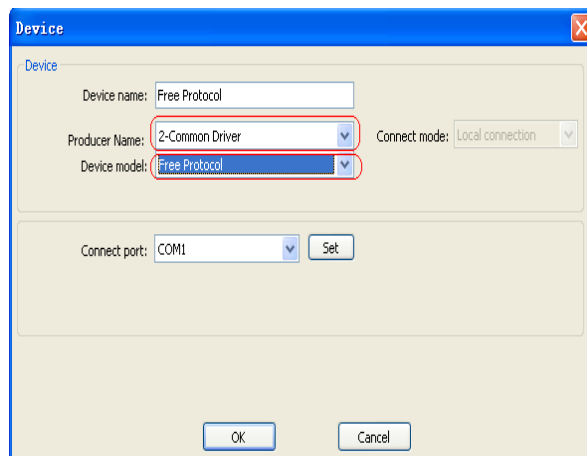 Device
Device
Device name: Free Protocol
Producer Name: 2-Common Driver Connect mode: Local connection
Device model: Free Protocol
Connect port: COM1 Set
OK Cancel